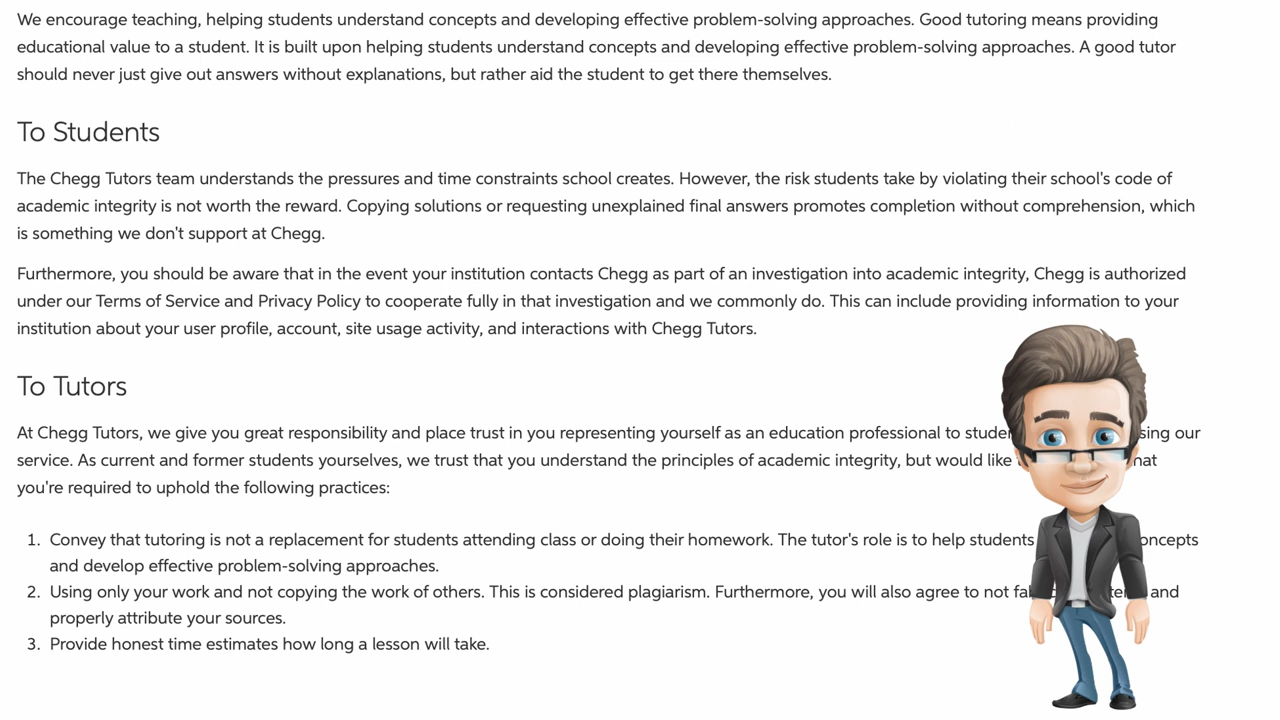 We encourage teaching, helping students understand concepts and developing effective problem-solving approaches. Good tutoring means providing
educational value to a student. It is built upon helping students understand concepts and developing effective problem-solving approaches. A good tutor
should never just give out answers without explanations, but rather aid the student to get there themselves.
To Students
The Chegg Tutors team understands the pressures and time constraints school creates. However, the risk students take by violating their school's code of
academic integrity is not worth the reward. Copying solutions or requesting unexplained final answers promotes completion without comprehension, which
is something we don't support at Chegg.
Furthermore, you should be aware that in the event your institution contacts Chegg as part of an investigation into academic integrity, Chegg is authorized
under our Terms of Service and Privacy Policy to cooperate fully in that investigation and we commonly do. This can include providing information to your
institution about your user profile, account, site usage activity, and interactions with Chegg Tutors.
To Tutors
At Chegg Tutors, we give you great responsibility and place trust in you representing yourself as an education professional to our
service. As current and former students yourselves, we trust that you understand the principles of academic integrity, but would like
you're required to uphold the following practices:
1. Convey that tutoring is not a replacement for students attending class or doing their homework. The tutor's role is to help students
and develop effective problem-solving approaches.
2. Using only your work and not copying the work of others. This is considered plagiarism. Furthermore, you will also agree to not and
properly attribute your sources.
3. Provide honest time estimates how long a lesson will take.